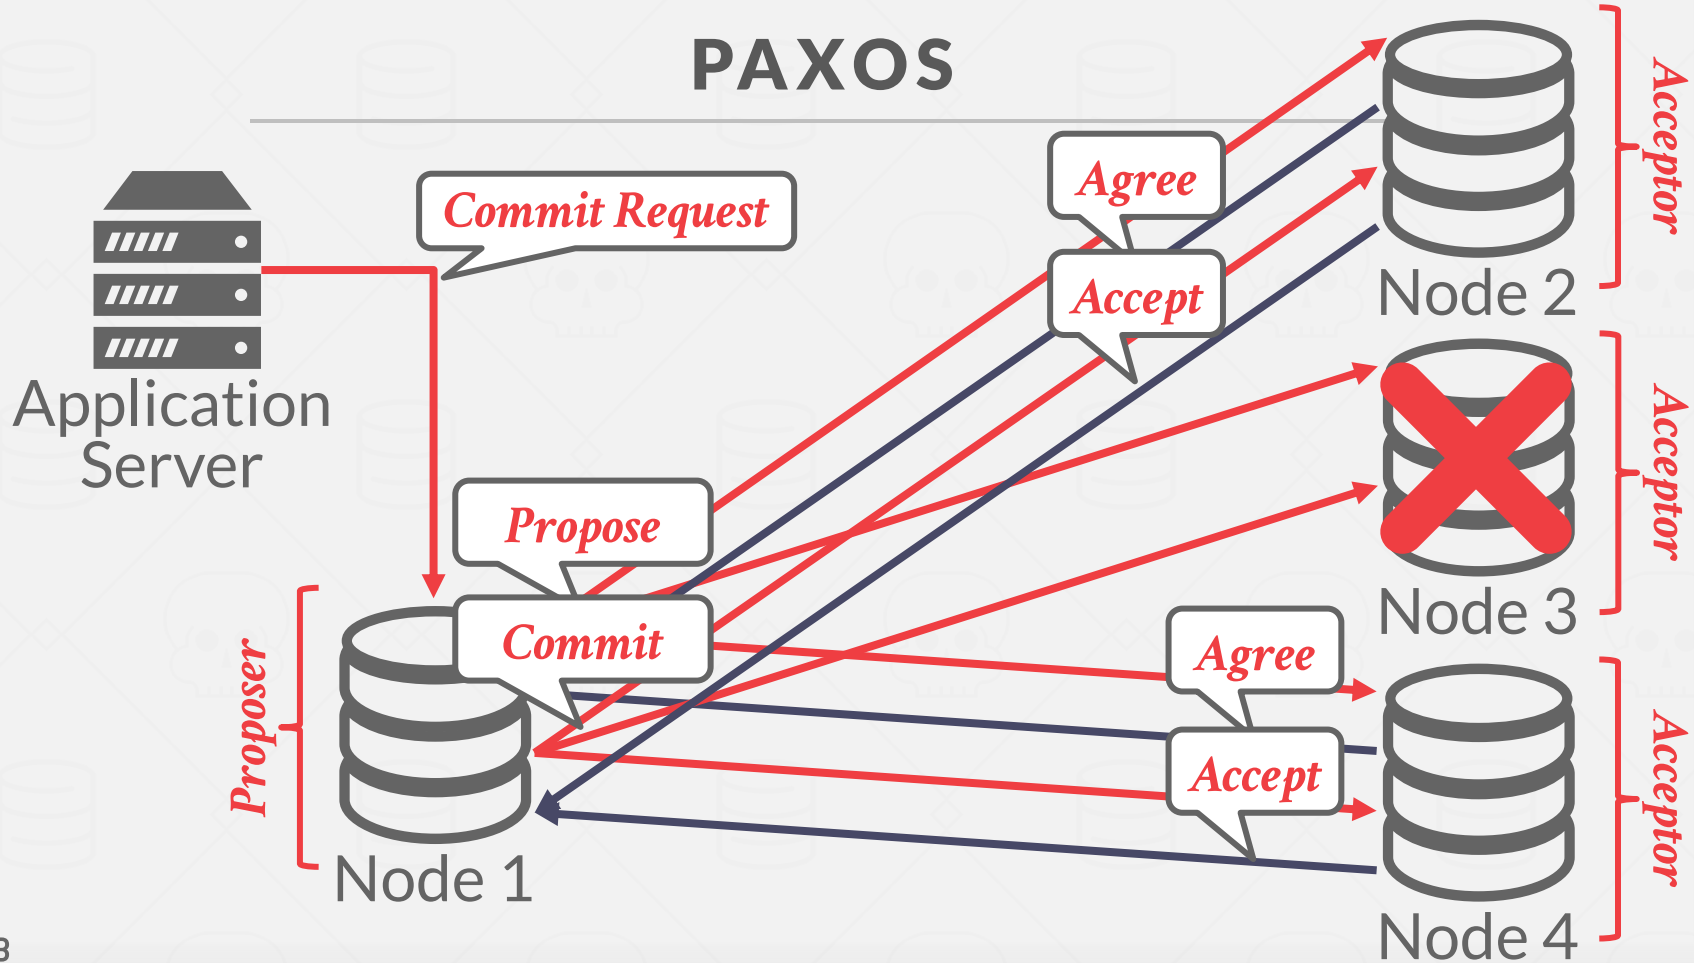 PAXOS
Commit Request
Application
Server
Propose
Commit
Proposer
Node 1
Agree
Accept
Node 2
Acceptor
Node 3
Acceptor
Agree
Accept
Node 4
Acceptor